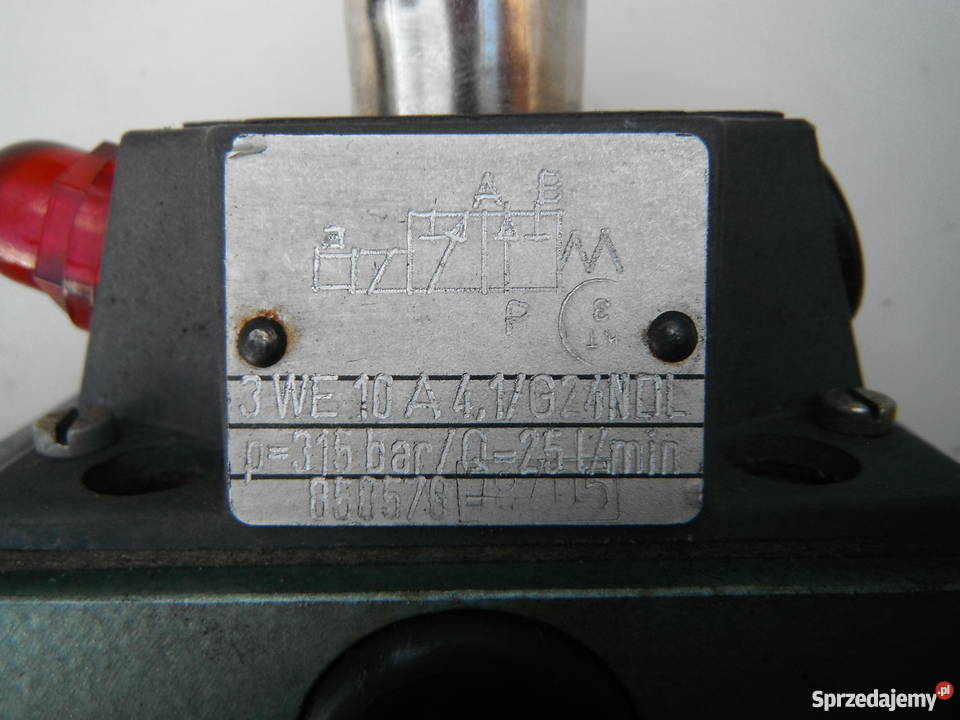 A B
a
P
3 WE 10 A 4.1/G24NDL
p=315 bar/Q=25 l/min
Sprzedajemy.pl